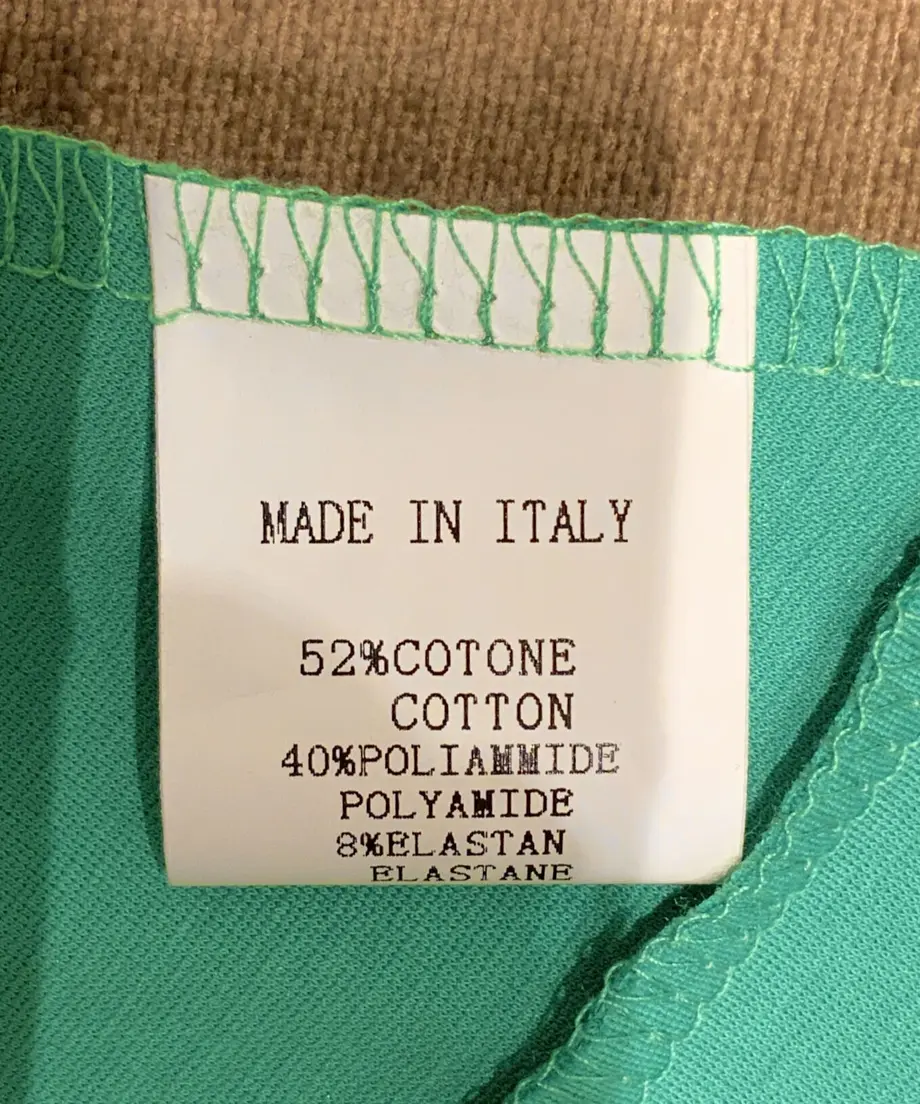 MADE IN ITALY
52%COTONE
COTTON
40%POLIAMMIDE
POLYAMIDE
8%ELASTAN
ELASTANE